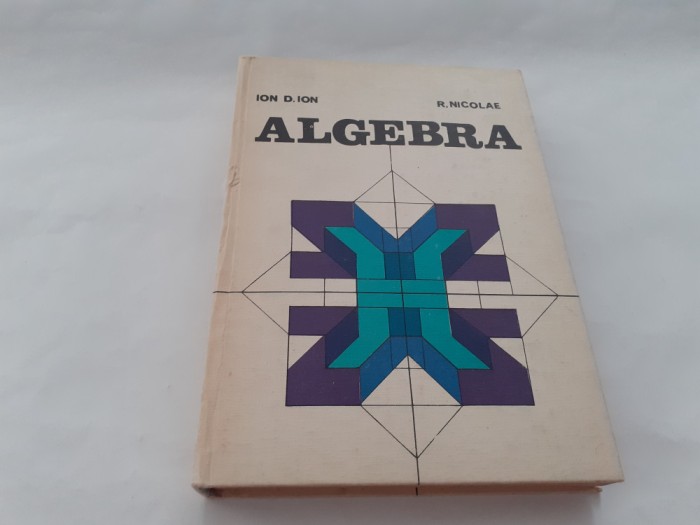 ION D. ION R. NICOLAE
ALGEBRA